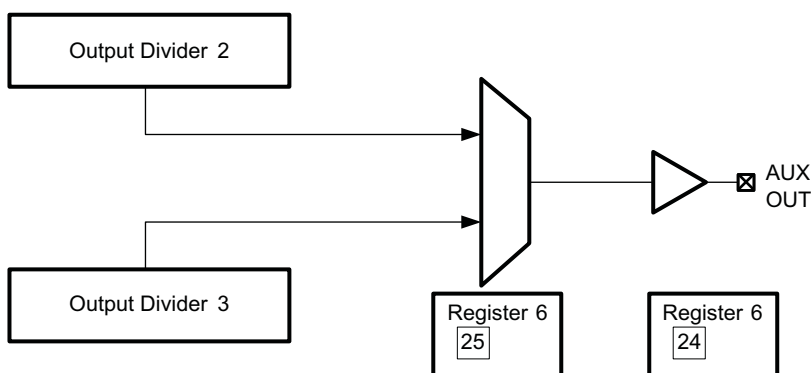 Output Divider 2
AUX
OUT
Output Divider 3
Register 6
25
Register 6
24